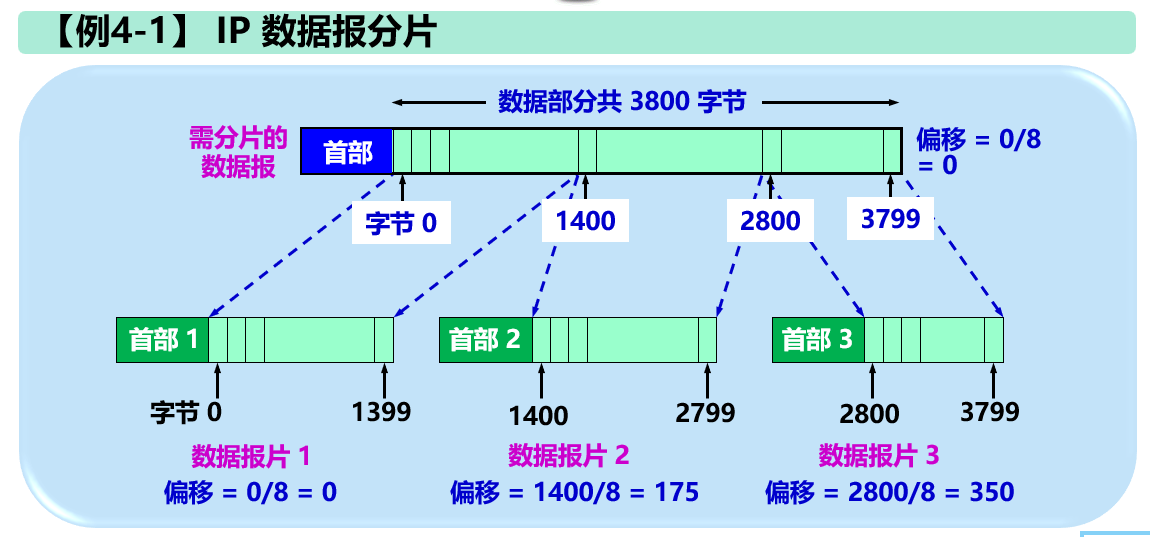 【例4-1】 IP 数据报分片
数据部分共 3800 字节
需分片的
数据报
首部
偏移 = 0/8
= 0
字节 0
1400
2800
3799
首部 1
首部 2
首部 3
字节 0
1399
1400
2799
2800
3799
数据报片 1
数据报片 2
数据报片 3
偏移 = 0/8 = 0
偏移 = 1400/8 = 175
偏移 = 2800/8 = 350